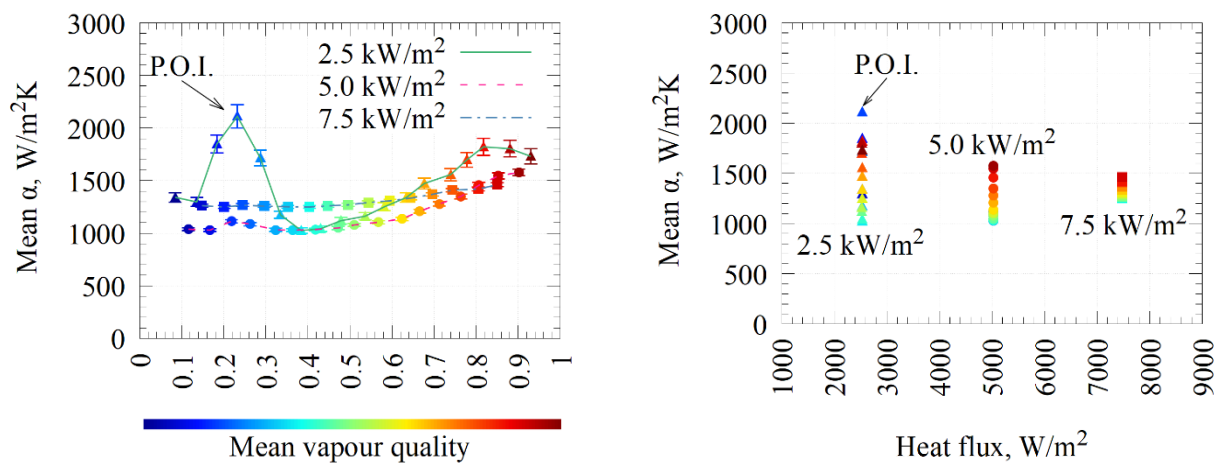 3000
2500
2000
1500
1000
500
0
Mean α, W/m²K
P.O.I.
2.5 kW/m²
5.0 kW/m²
7.5 kW/m²
0
0.1
0.2
0.3
0.4
0.5
0.6
0.7
0.8
0.9
1
Mean vapour quality
3000
2500
2000
1500
1000
500
0
Mean α, W/m²K
P.O.I.
5.0 kW/m²
2.5 kW/m²
7.5 kW/m²
1000
2000
3000
4000
5000
6000
7000
8000
9000
Heat flux, W/m²